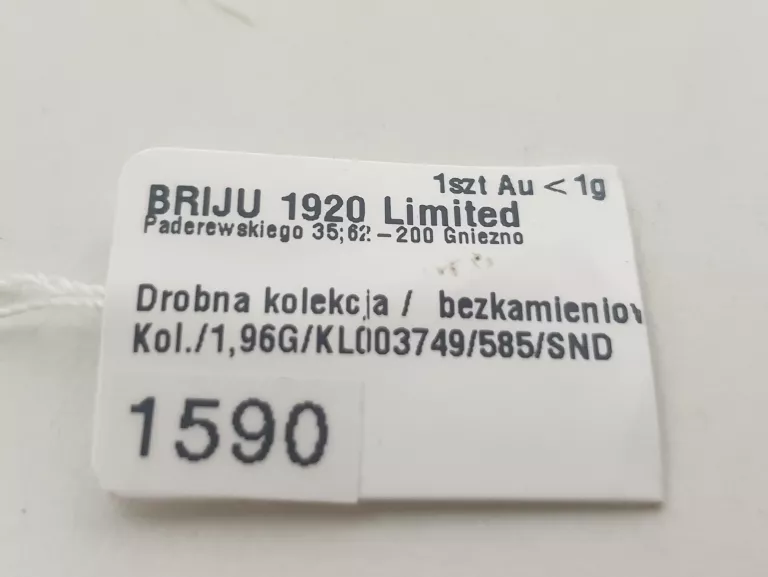 1szt Au < 1g
BRIJU 1920 Limited
Paderewskiego 35;62-200 Gniezno
Drobna kolekcja / bezkamieniow
Kol./1,96G/KL003749/585/SND
1590